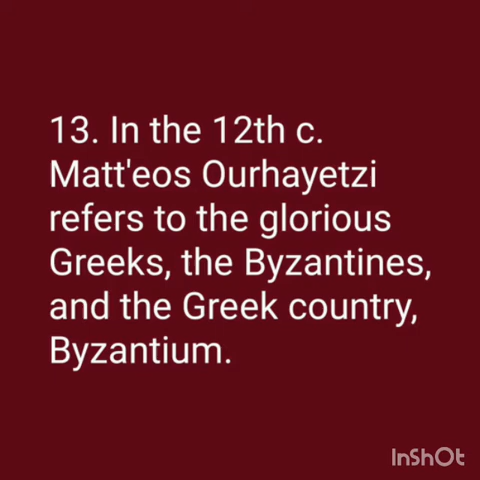 13. In the 12th c.
Matt'eos Ourhayetzi
refers to the glorious
Greeks, the Byzantines,
and the Greek country,
Byzantium.
InShOt